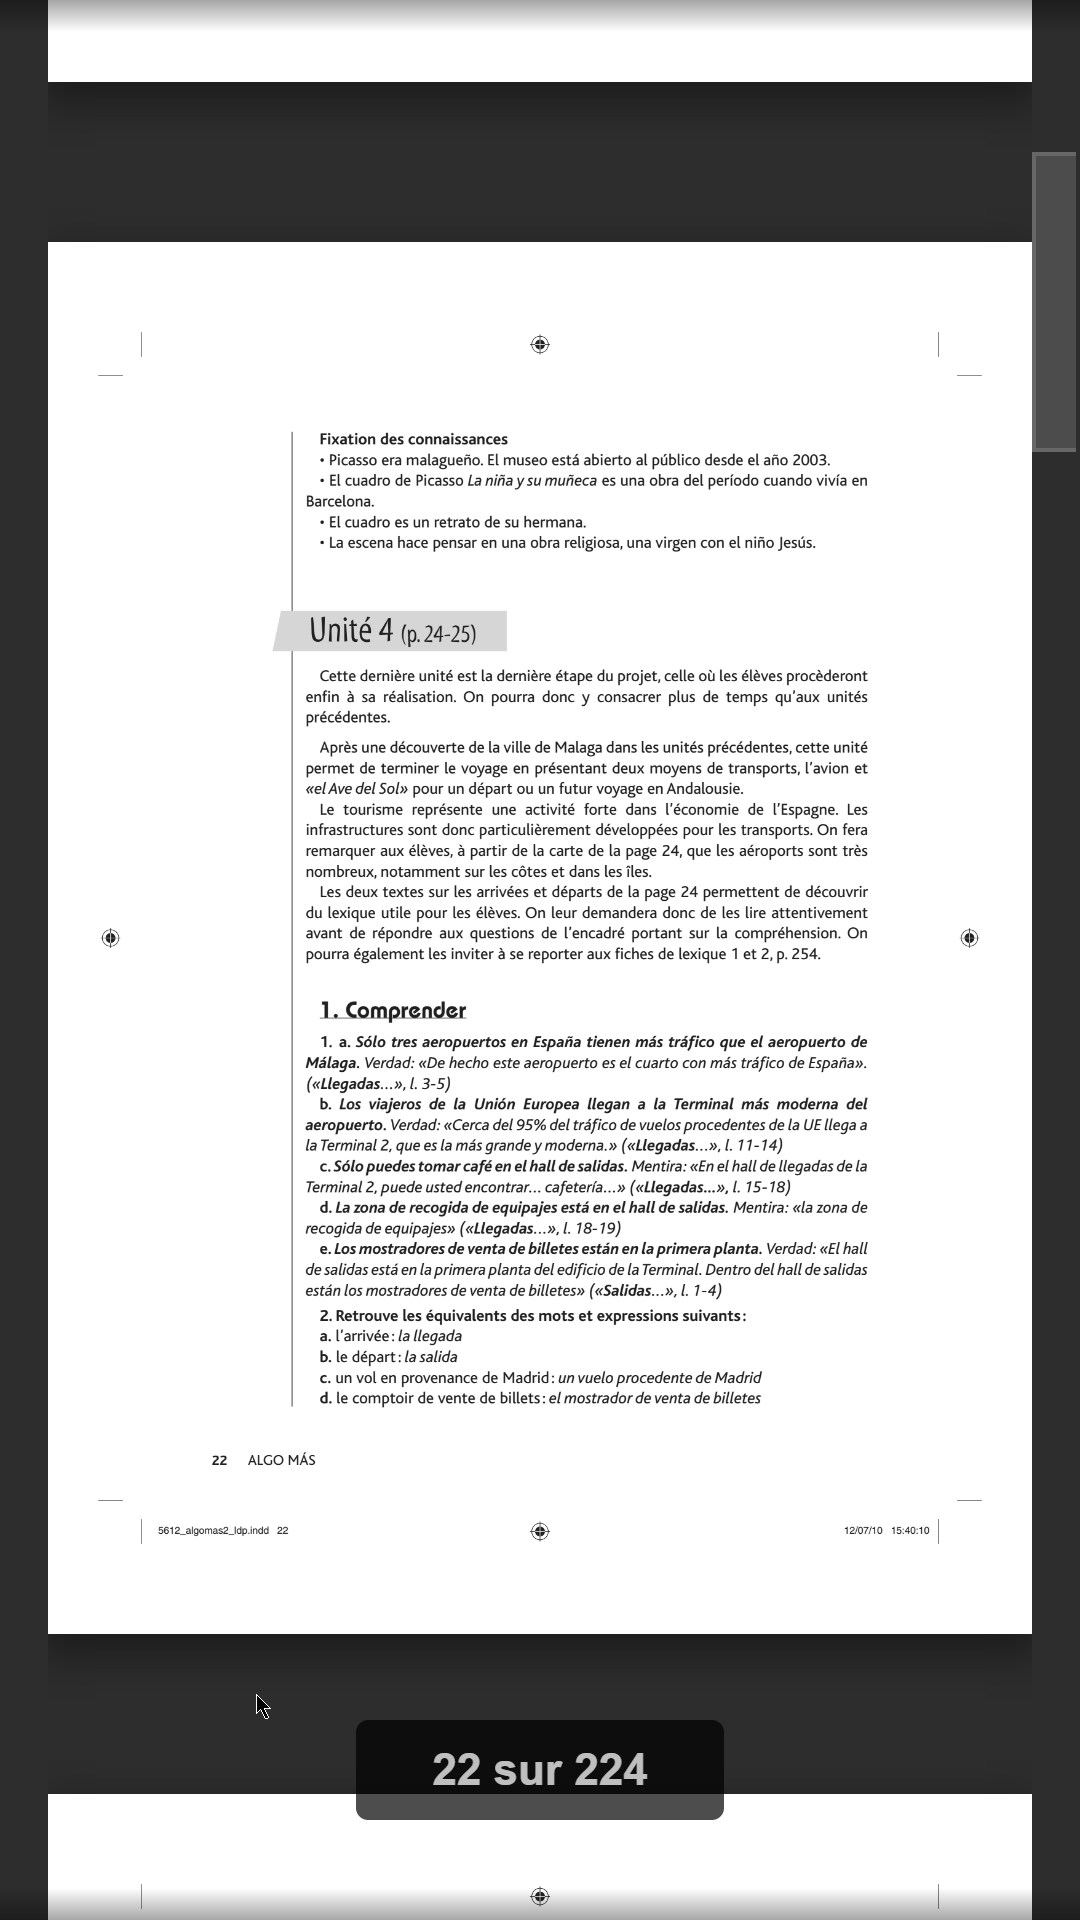 Fixation des connaissances
• Picasso era malagueño. El museo está abierto al público desde el año 2003.
• El cuadro de Picasso La niña y su muñeca es una obra del período cuando vivía en
Barcelona.
• El cuadro es un retrato de su hermana.
• La escena hace pensar en una obra religiosa, una virgen con el niño Jesús.
Unité 4 (p. 24-25)
Cette dernière unité est la dernière étape du projet, celle où les élèves procèderont
enfin à sa réalisation. On pourra donc y consacrer plus de temps qu'aux unités
précédentes.
Après une découverte de la ville de Malaga dans les unités précédentes, cette unité
permet de terminer le voyage en présentant deux moyens de transports, l'avion et
«el Ave del Sol» pour un départ ou un futur voyage en Andalousie.
Le tourisme représente une activité forte dans l'économie de l'Espagne. Les
infrastructures sont donc particulièrement développées pour les transports. On fera
remarquer aux élèves, à partir de la carte de la page 24, que les aéroports sont très
nombreux, notamment sur les côtes et dans les îles.
Les deux textes sur les arrivées et départs de la page 24 permettent de découvrir
du lexique utile pour les élèves. On leur demandera donc de les lire attentivement
avant de répondre aux questions de l'encadré portant sur la compréhension. On
pourra également les inviter à se reporter aux fiches de lexique 1 et 2, p. 254.
1. Comprender
1. a. Sólo tres aeropuertos en España tienen más tráfico que el aeropuerto de
Málaga. Verdad: «De hecho este aeropuerto es el cuarto con más tráfico de España».
(«Llegadas…», l. 3-5)
b. Los viajeros de la Unión Europea llegan a la Terminal más moderna del
aeropuerto. Verdad: «Cerca del 95% del tráfico de vuelos procedentes de la UE llega a
la Terminal 2, que es la más grande y moderna.» («Llegadas…», l. 11-14)
c. Sólo puedes tomar café en el hall de salidas. Mentira: «En el hall de llegadas de la
Terminal 2, puede usted encontrar… cafetería…» («Llegadas...», l. 15-18)
d. La zona de recogida de equipajes está en el hall de salidas. Mentira: «la zona de
recogida de equipajes» («Llegadas…», l. 18-19)
e. Los mostradores de venta de billetes están en la primera planta. Verdad: «El hall
de salidas está en la primera planta del edificio de la Terminal. Dentro del hall de salidas
están los mostradores de venta de billetes» («Salidas…», l. 1-4)
2. Retrouve les équivalents des mots et expressions suivants :
a. l'arrivée : la llegada
b. le départ : la salida
c. un vol en provenance de Madrid : un vuelo procedente de Madrid
d. le comptoir de vente de billets : el mostrador de venta de billetes
22 ALGO MÁS
5612_algomas2_ldp.indd 22 12/07/10 15:40:10
22 sur 224